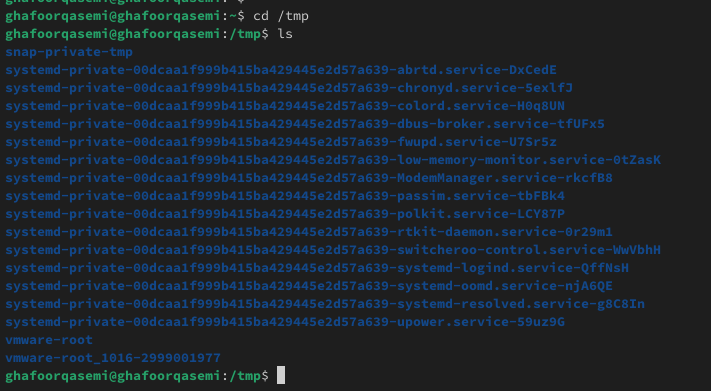 ghafoorqasemi@ghafoorqasemi:~$ cd /tmp
ghafoorqasemi@ghafoorqasemi:/tmp$ ls
snap-private-tmp
systemd-private-00dcaa1f999b415ba429445e2d57a639-abrtd.service-DxCedE
systemd-private-00dcaa1f999b415ba429445e2d57a639-chronyd.service-5exlfJ
systemd-private-00dcaa1f999b415ba429445e2d57a639-colord.service-H0q8UN
systemd-private-00dcaa1f999b415ba429445e2d57a639-dbus-broker.service-tfUFx5
systemd-private-00dcaa1f999b415ba429445e2d57a639-fwupd.service-U7Sr5z
systemd-private-00dcaa1f999b415ba429445e2d57a639-low-memory-monitor.service-0tZasK
systemd-private-00dcaa1f999b415ba429445e2d57a639-ModemManager.service-rkcfB8
systemd-private-00dcaa1f999b415ba429445e2d57a639-passim.service-tbFBk4
systemd-private-00dcaa1f999b415ba429445e2d57a639-polkit.service-LCY87P
systemd-private-00dcaa1f999b415ba429445e2d57a639-rtkit-daemon.service-0r29m1
systemd-private-00dcaa1f999b415ba429445e2d57a639-switcheroo-control.service-WwVbhH
systemd-private-00dcaa1f999b415ba429445e2d57a639-systemd-logind.service-QffNsH
systemd-private-00dcaa1f999b415ba429445e2d57a639-systemd-oomd.service-njA6QE
systemd-private-00dcaa1f999b415ba429445e2d57a639-systemd-resolved.service-g8C8In
systemd-private-00dcaa1f999b415ba429445e2d57a639-upower.service-59uz9G
vmware-root
vmware-root_1016-2999001977
ghafoorqasemi@ghafoorqasemi:/tmp$